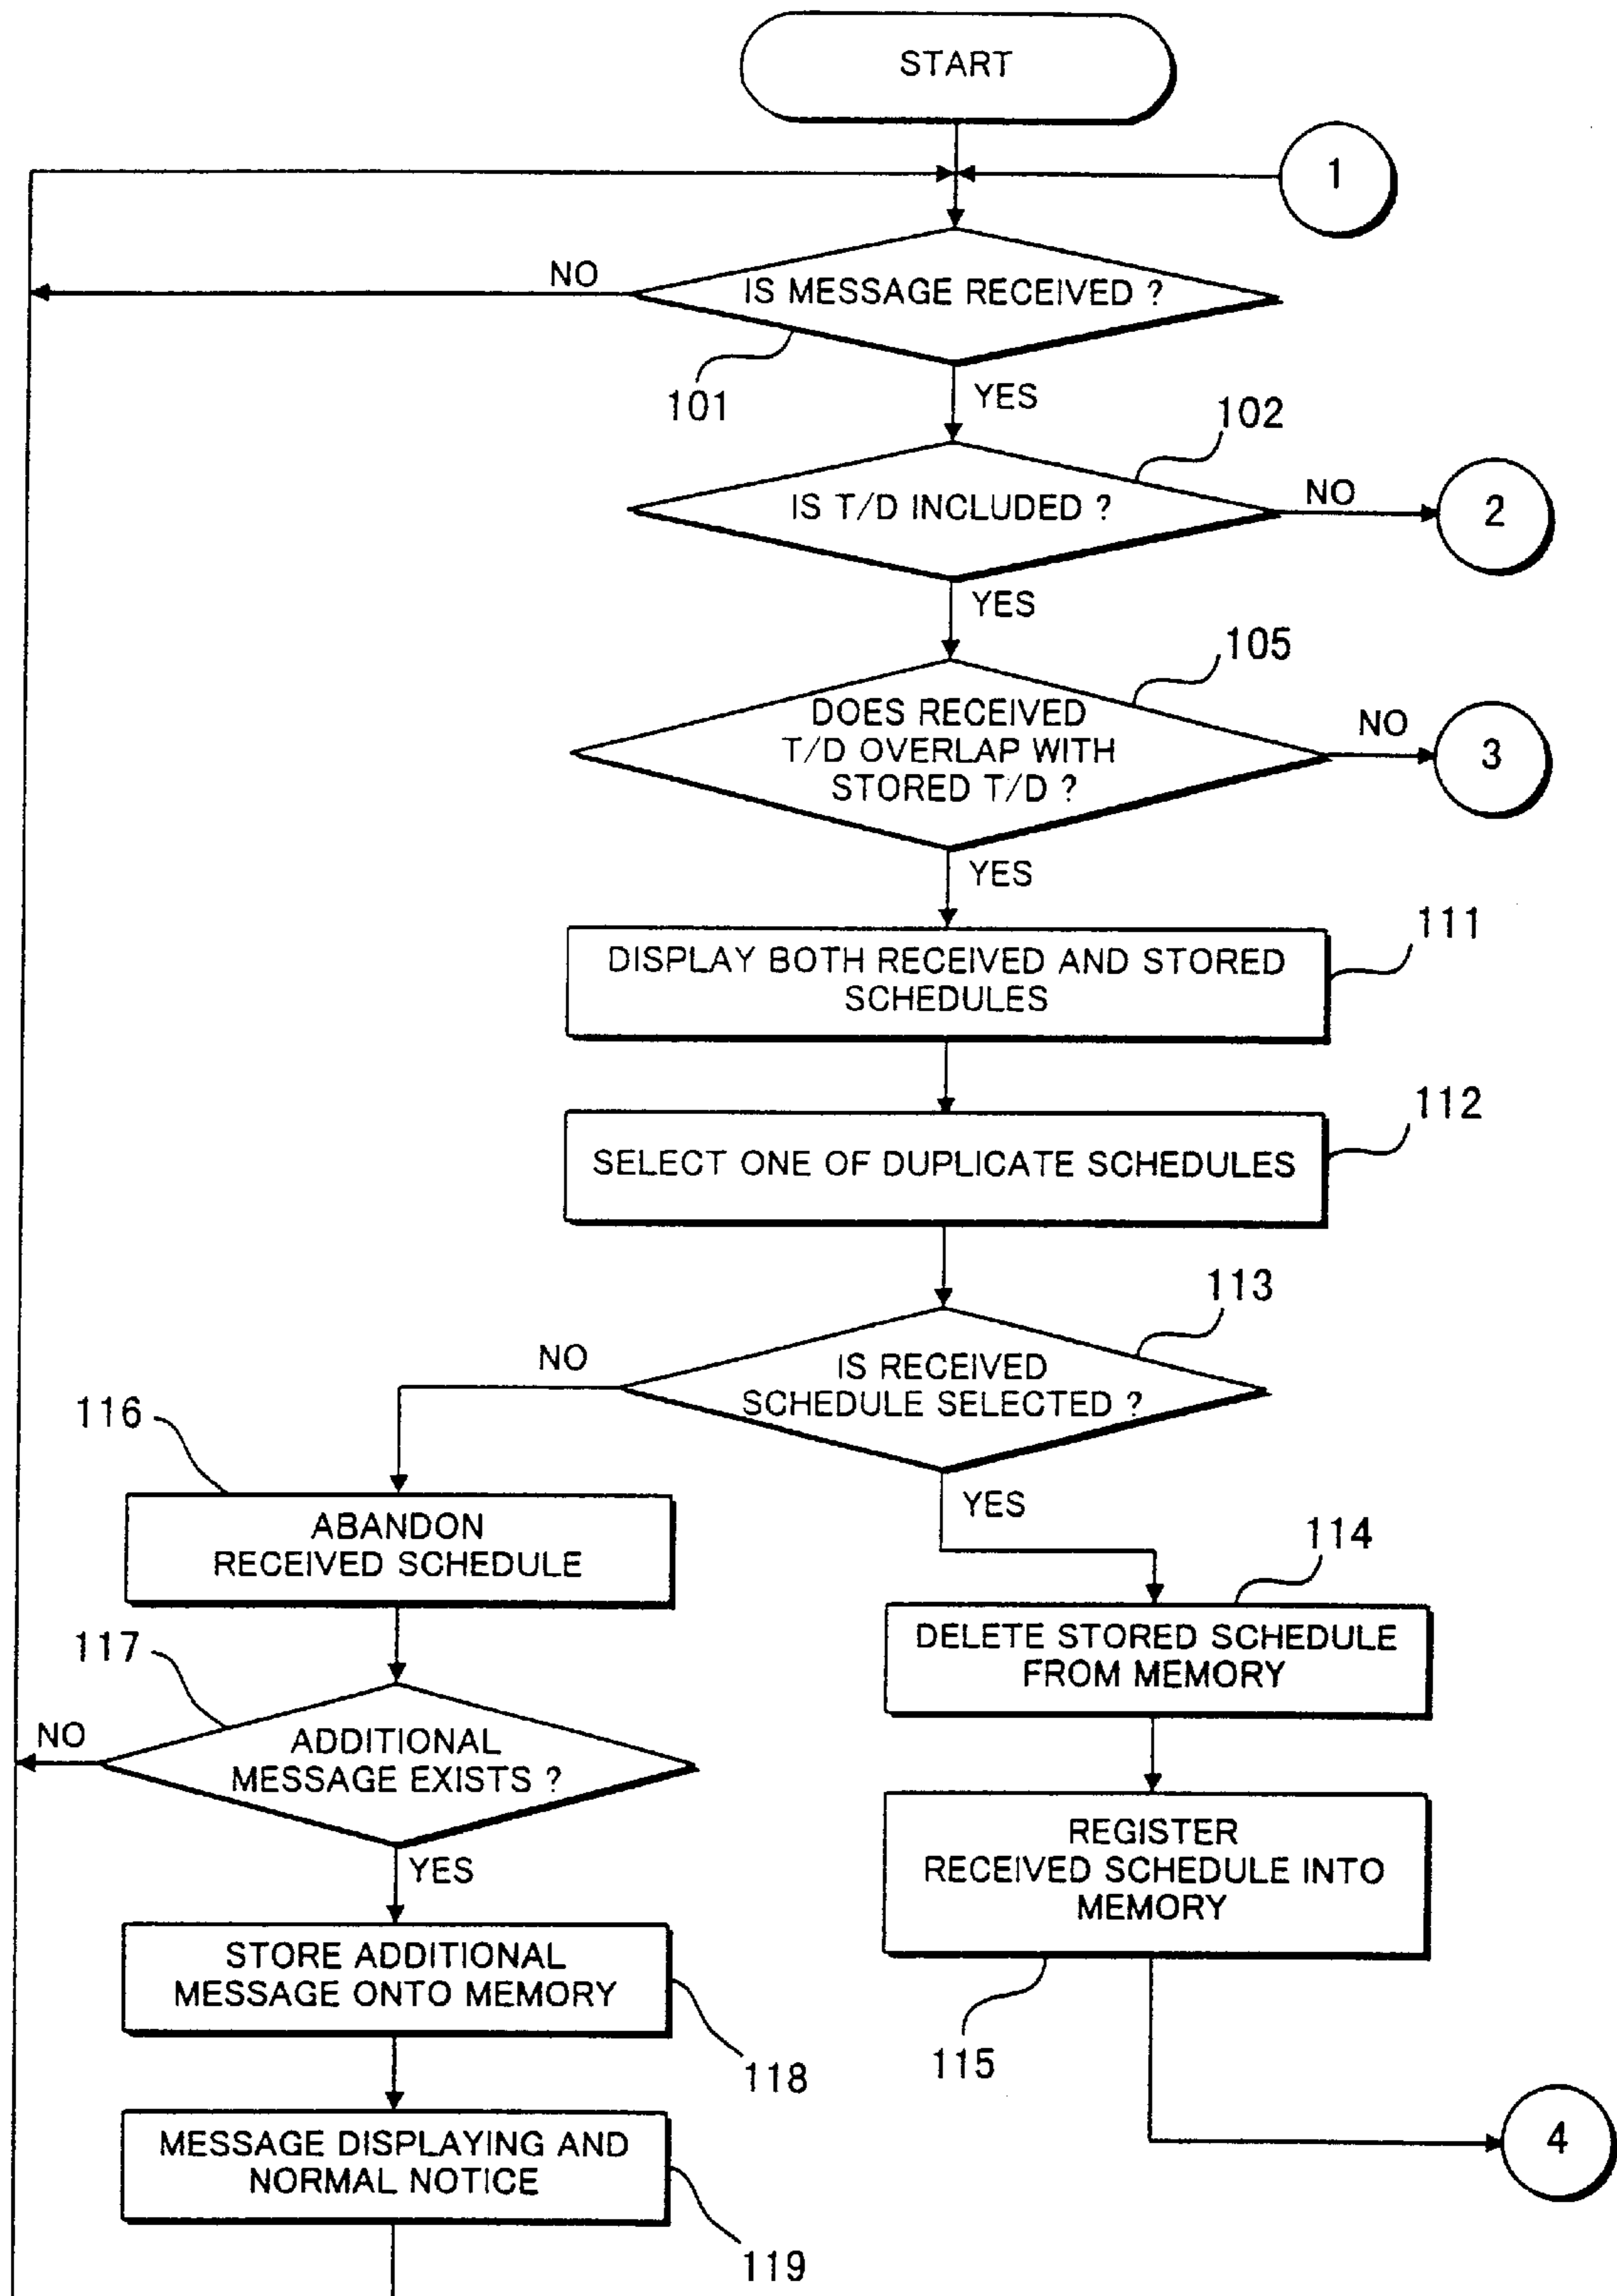 START
1
NO
IS MESSAGE RECEIVED ?
101
YES
102
IS T/D INCLUDED ?
NO
2
YES
105
DOES RECEIVED
T/D OVERLAP WITH
STORED T/D ?
NO
3
YES
111
DISPLAY BOTH RECEIVED AND STORED
SCHEDULES
112
SELECT ONE OF DUPLICATE SCHEDULES
113
NO
IS RECEIVED
SCHEDULE SELECTED ?
116
YES
ABANDON
RECEIVED SCHEDULE
114
DELETE STORED SCHEDULE
FROM MEMORY
117
NO
ADDITIONAL
MESSAGE EXISTS ?
REGISTER
RECEIVED SCHEDULE INTO
MEMORY
YES
STORE ADDITIONAL
MESSAGE ONTO MEMORY
115
118
4
MESSAGE DISPLAYING AND
NORMAL NOTICE
119